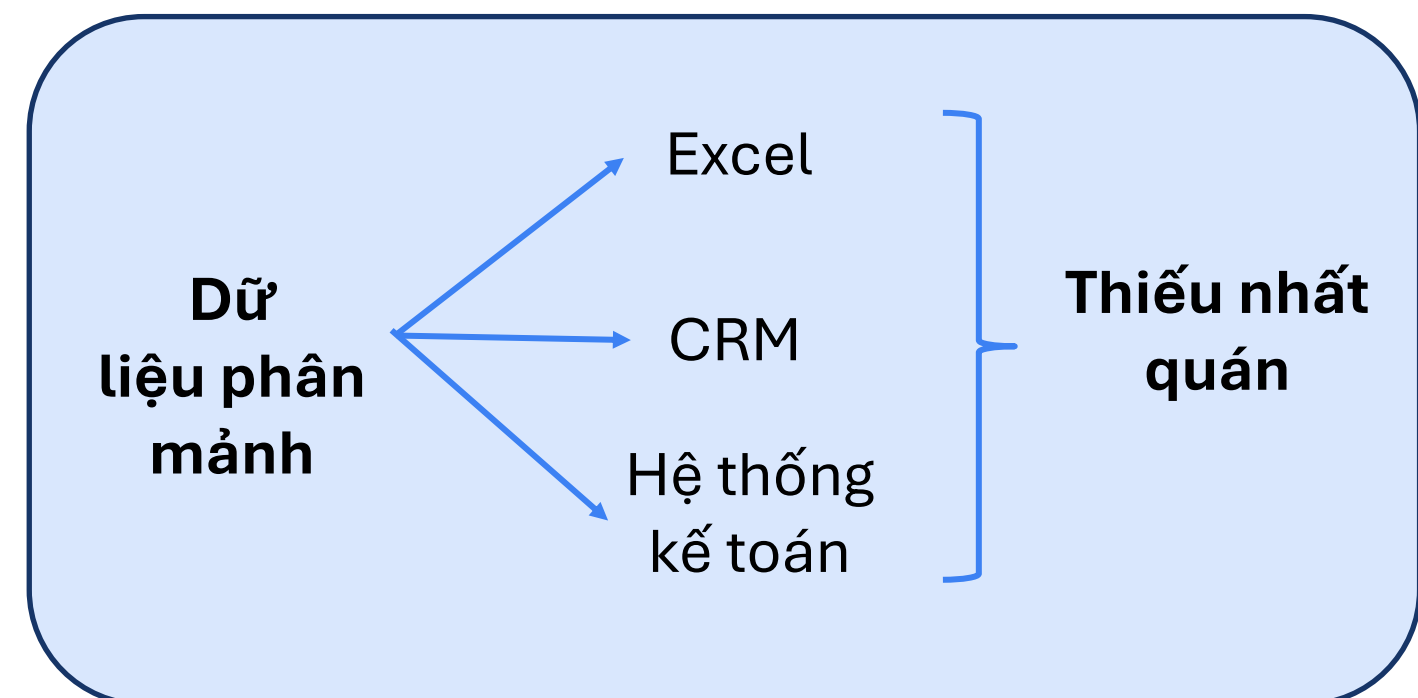 Dữ
liệu phân
mảnh
Excel
CRM
Hệ thống
kế toán
Thiếu nhất
quán